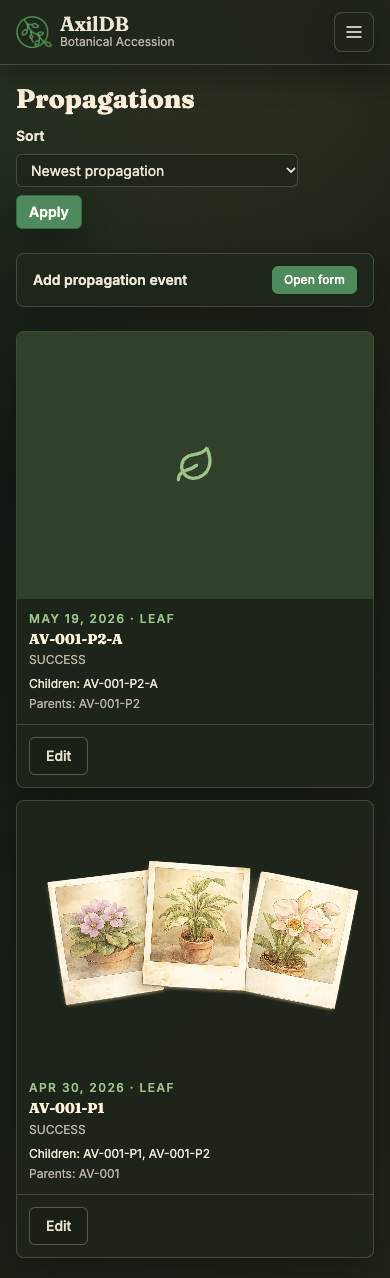 AxilDB
Botanical Accession
Propagations
Sort
Newest propagation
Apply
Add propagation event
Open form
MAY 19, 2026 · LEAF
AV-001-P2-A
SUCCESS
Children: AV-001-P2-A
Parents: AV-001-P2
Edit
APR 30, 2026 · LEAF
AV-001-P1
SUCCESS
Children: AV-001-P1, AV-001-P2
Parents: AV-001
Edit